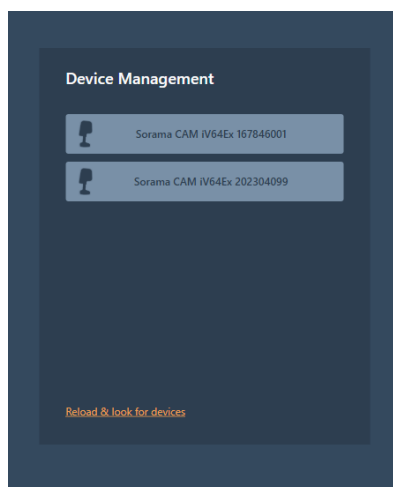 Device Management
Sorama CAM iV64Ex 167846001
Sorama CAM iV64Ex 202304099
Reload & look for devices